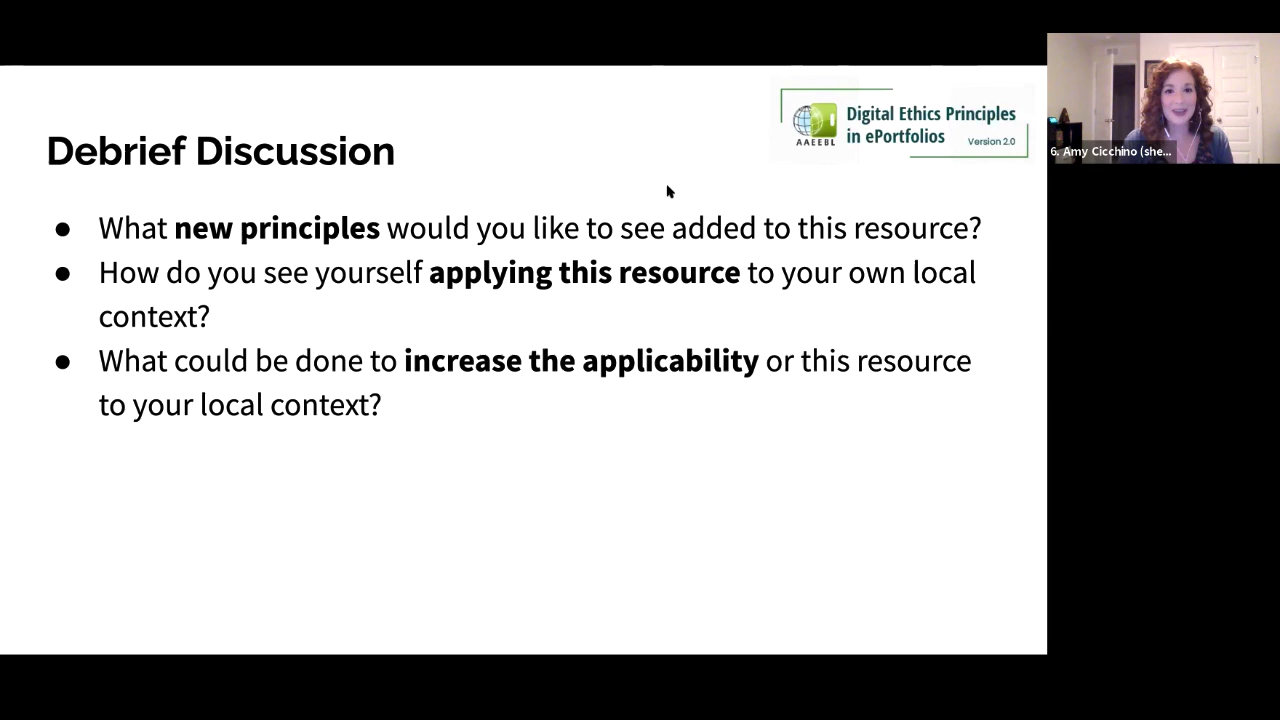 AAEEBL
Digital Ethics Principles
in ePortfolios
Version 2.0
6. Amy Cicchino (she...
Debrief Discussion
● What new principles would you like to see added to this resource?
● How do you see yourself applying this resource to your own local
context?
● What could be done to increase the applicability or this resource
to your local context?